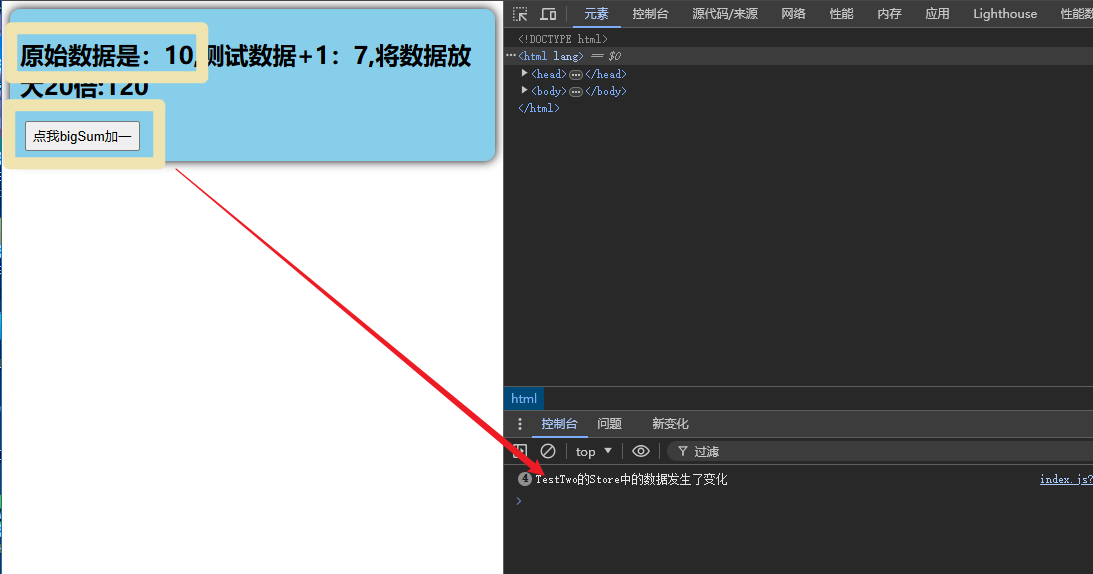 原始数据是：10,测试数据+1：7,将数据放
大20倍:120
点我bigSum加一
元素 控制台 源代码/来源 网络 性能 内存 应用 Lighthouse 性能数
<!DOCTYPE html>
<html lang> == $0
<head> </head>
<body> </body>
</html>
html
控制台 问题 新变化
top 过滤
4 TestTwo的Store中的数据发生了变化 index.js?